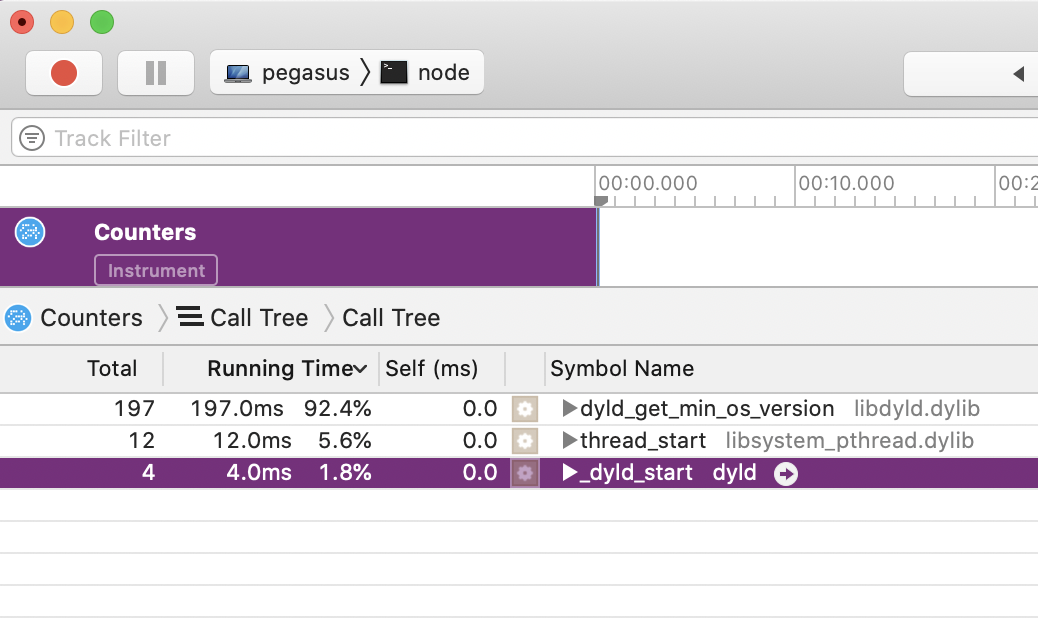 pegasus node
Track Filter
00:00.000 00:10.000 00:2
Counters
Instrument
Counters Call Tree Call Tree
Total Running Time Self (ms) Symbol Name
197 197.0ms 92.4% 0.0 dyld_get_min_os_version libdyld.dylib
12 12.0ms 5.6% 0.0 thread_start libsystem_pthread.dylib
4 4.0ms 1.8% 0.0 _dyld_start dyld